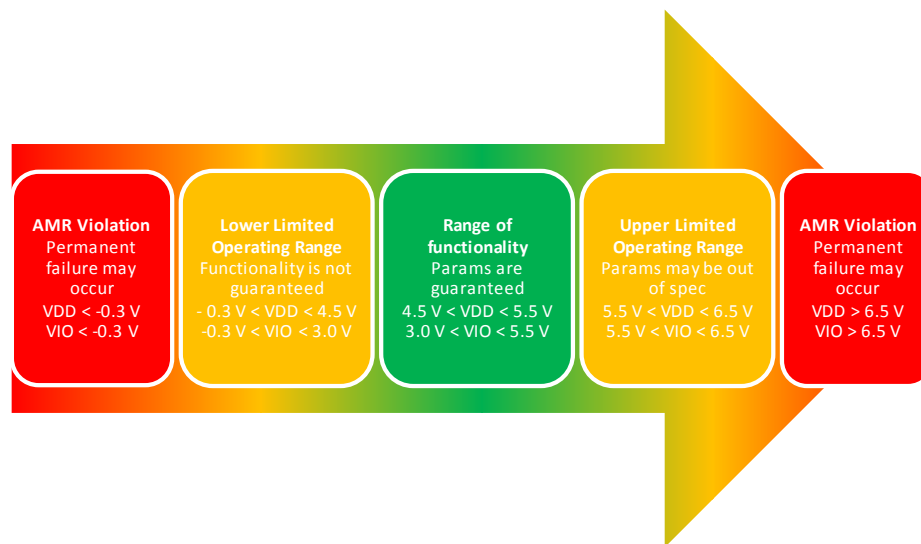 AMR Violation
Permanent
failure may
occur
VDD < -0.3 V
VIO < -0.3 V
Lower Limited
Operating Range
Functionality is not
guaranteed
- 0.3 V < VDD < 4.5 V
-0.3 V < VIO < 3.0 V
Range of
functionality
Params are
guaranteed
4.5 V < VDD < 5.5 V
3.0 V < VIO < 5.5 V
Upper Limited
Operating Range
Params may be out
of spec
5.5 V < VDD < 6.5 V
5.5 V < VIO < 6.5 V
AMR Violation
Permanent
failure may
occur
VDD > 6.5 V
VIO > 6.5 V